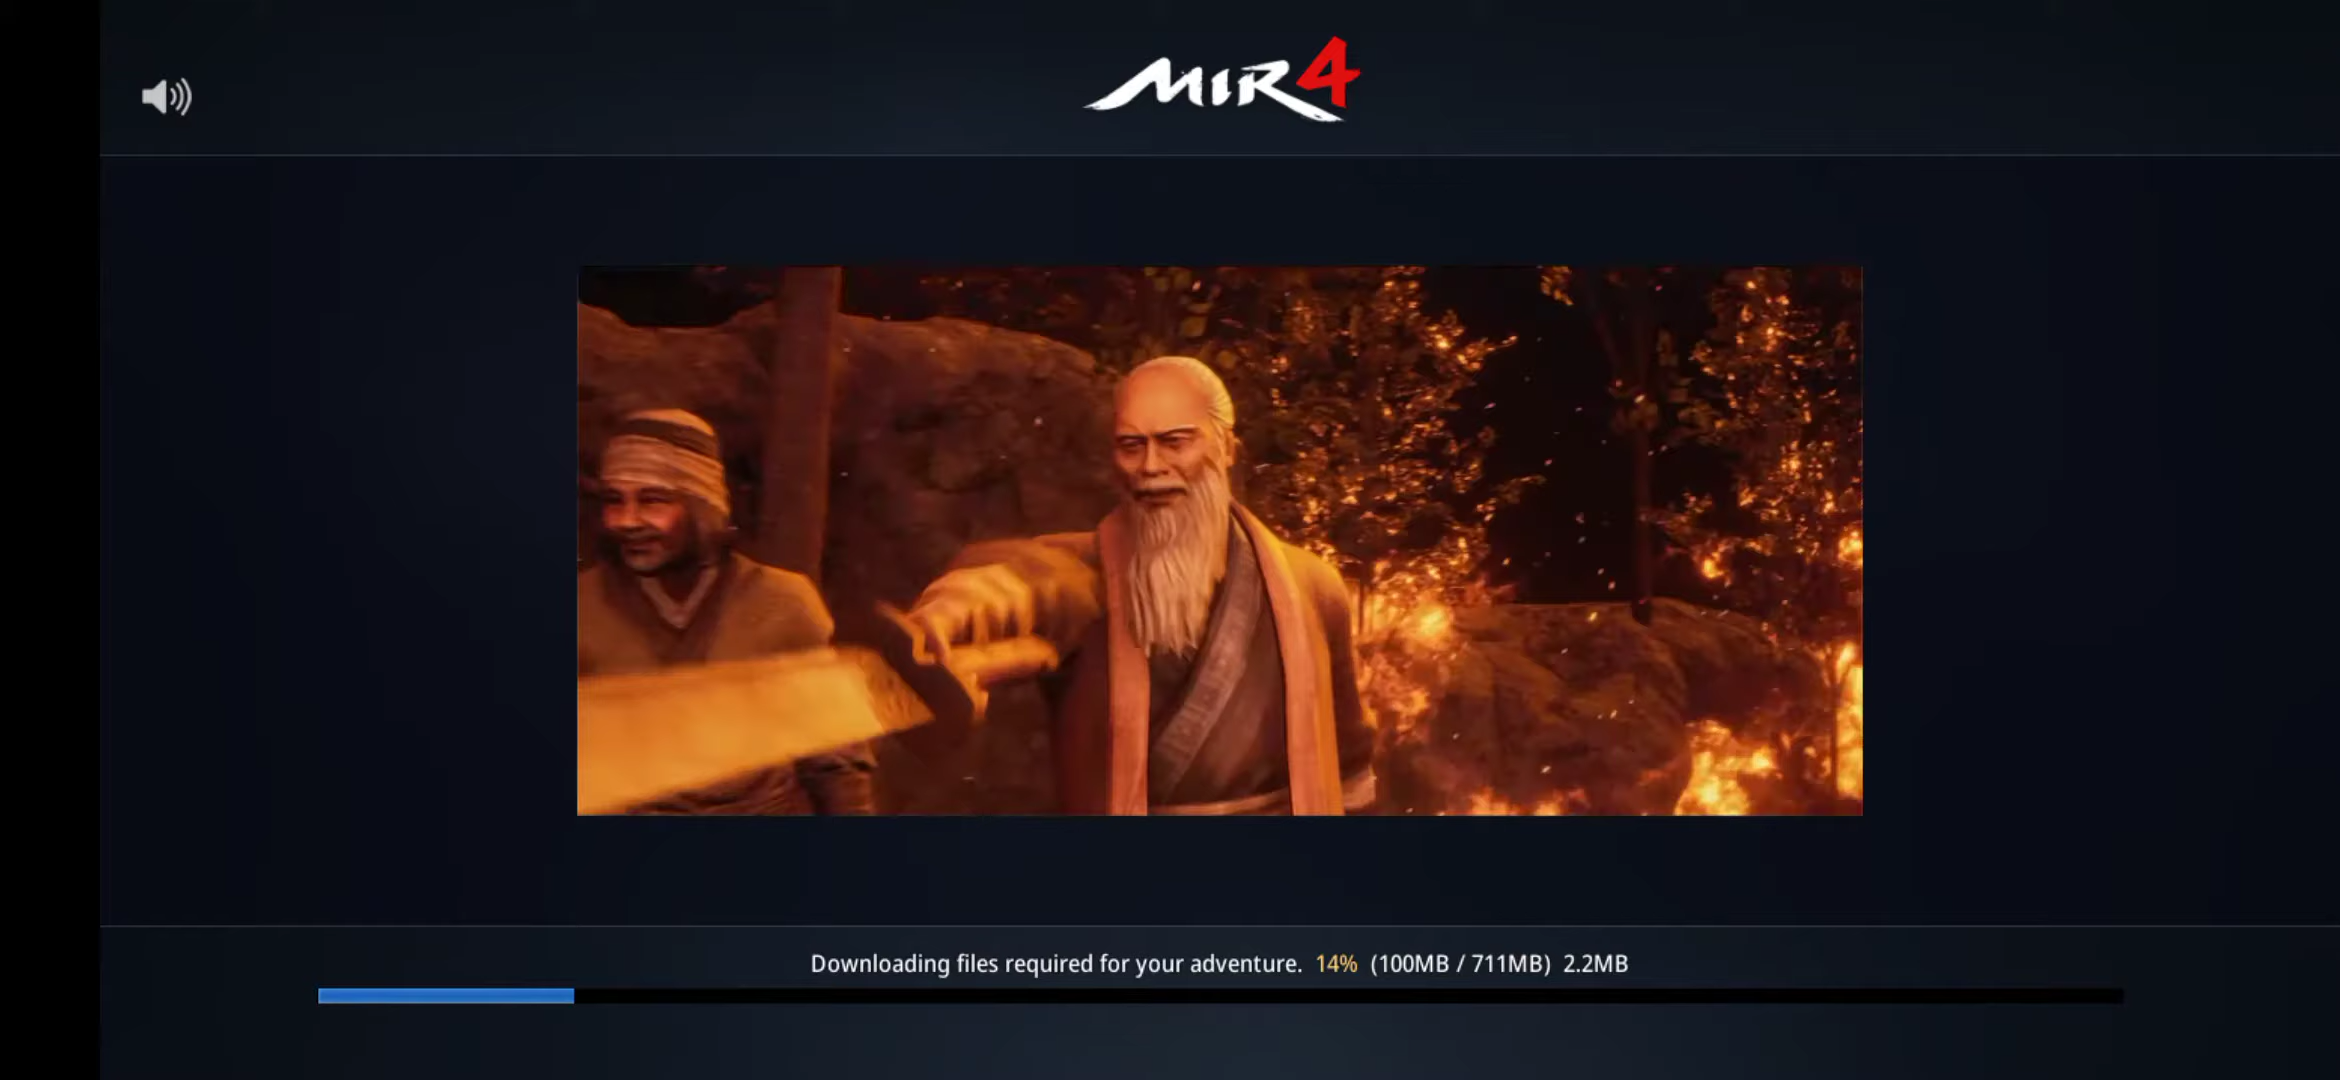 MIR4
Downloading files required for your adventure. 14% (100MB / 711MB) 2.2MB